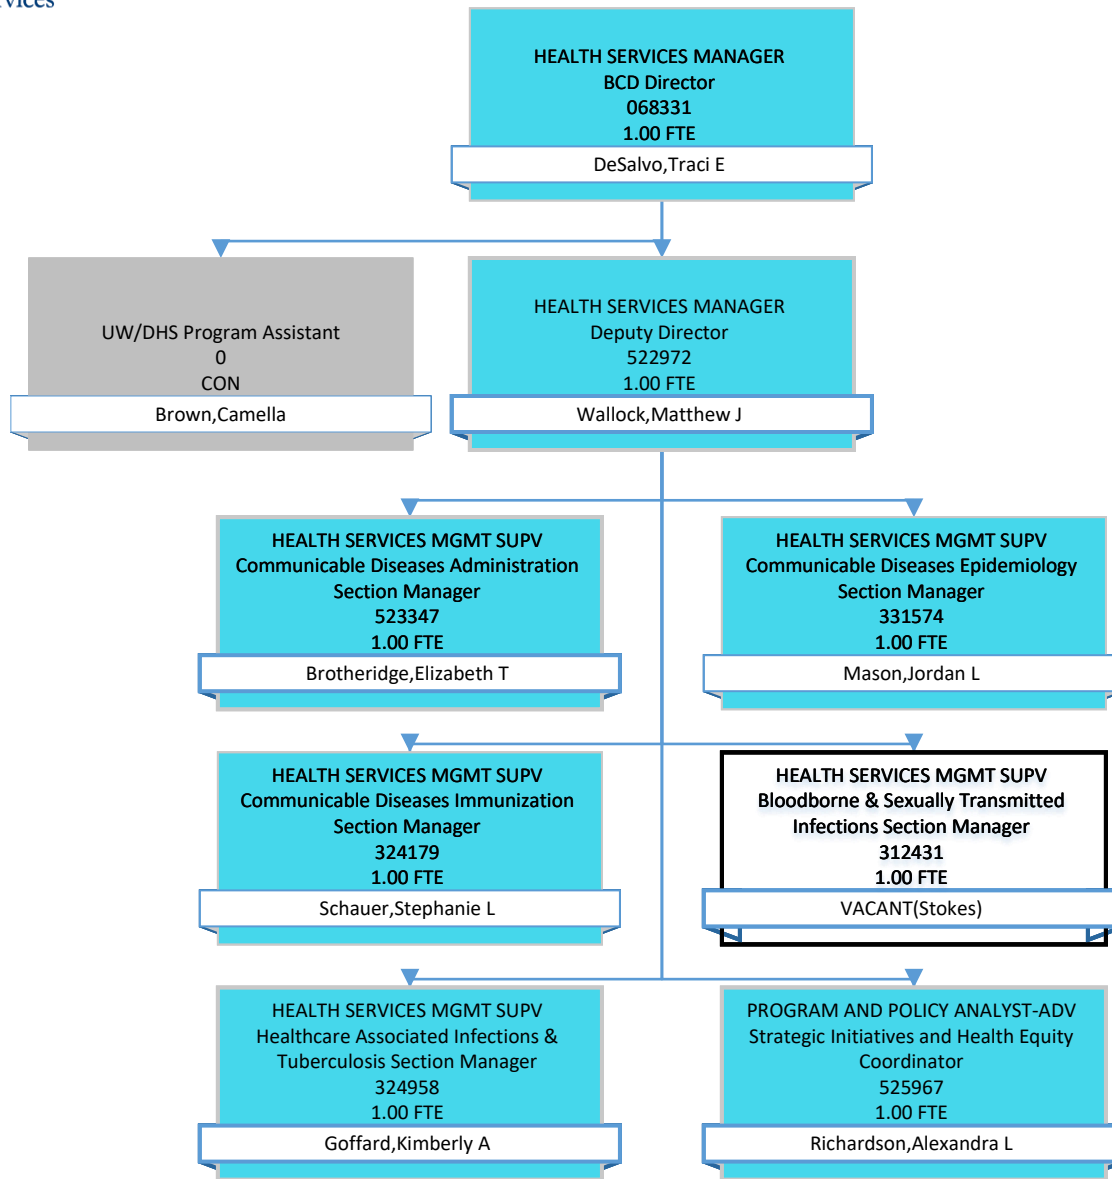 HEALTH SERVICES MANAGER
BCD Director
068331
1.00 FTE
DeSalvo,Traci E
UW/DHS Program Assistant
0
CON
Brown,Camella
HEALTH SERVICES MANAGER
Deputy Director
522972
1.00 FTE
Wallock,Matthew J
HEALTH SERVICES MGMT SUPV
Communicable Diseases Administration
Section Manager
523347
1.00 FTE
Brotheridge,Elizabeth T
HEALTH SERVICES MGMT SUPV
Communicable Diseases Epidemiology
Section Manager
331574
1.00 FTE
Mason,Jordan L
HEALTH SERVICES MGMT SUPV
Communicable Diseases Immunization
Section Manager
324179
1.00 FTE
Schauer,Stephanie L
HEALTH SERVICES MGMT SUPV
Bloodborne & Sexually Transmitted
Infections Section Manager
312431
1.00 FTE
VACANT(Stokes)
HEALTH SERVICES MGMT SUPV
Healthcare Associated Infections &
Tuberculosis Section Manager
324958
1.00 FTE
Goffard,Kimberly A
PROGRAM AND POLICY ANALYST-ADV
Strategic Initiatives and Health Equity
Coordinator
525967
1.00 FTE
Richardson,Alexandra L